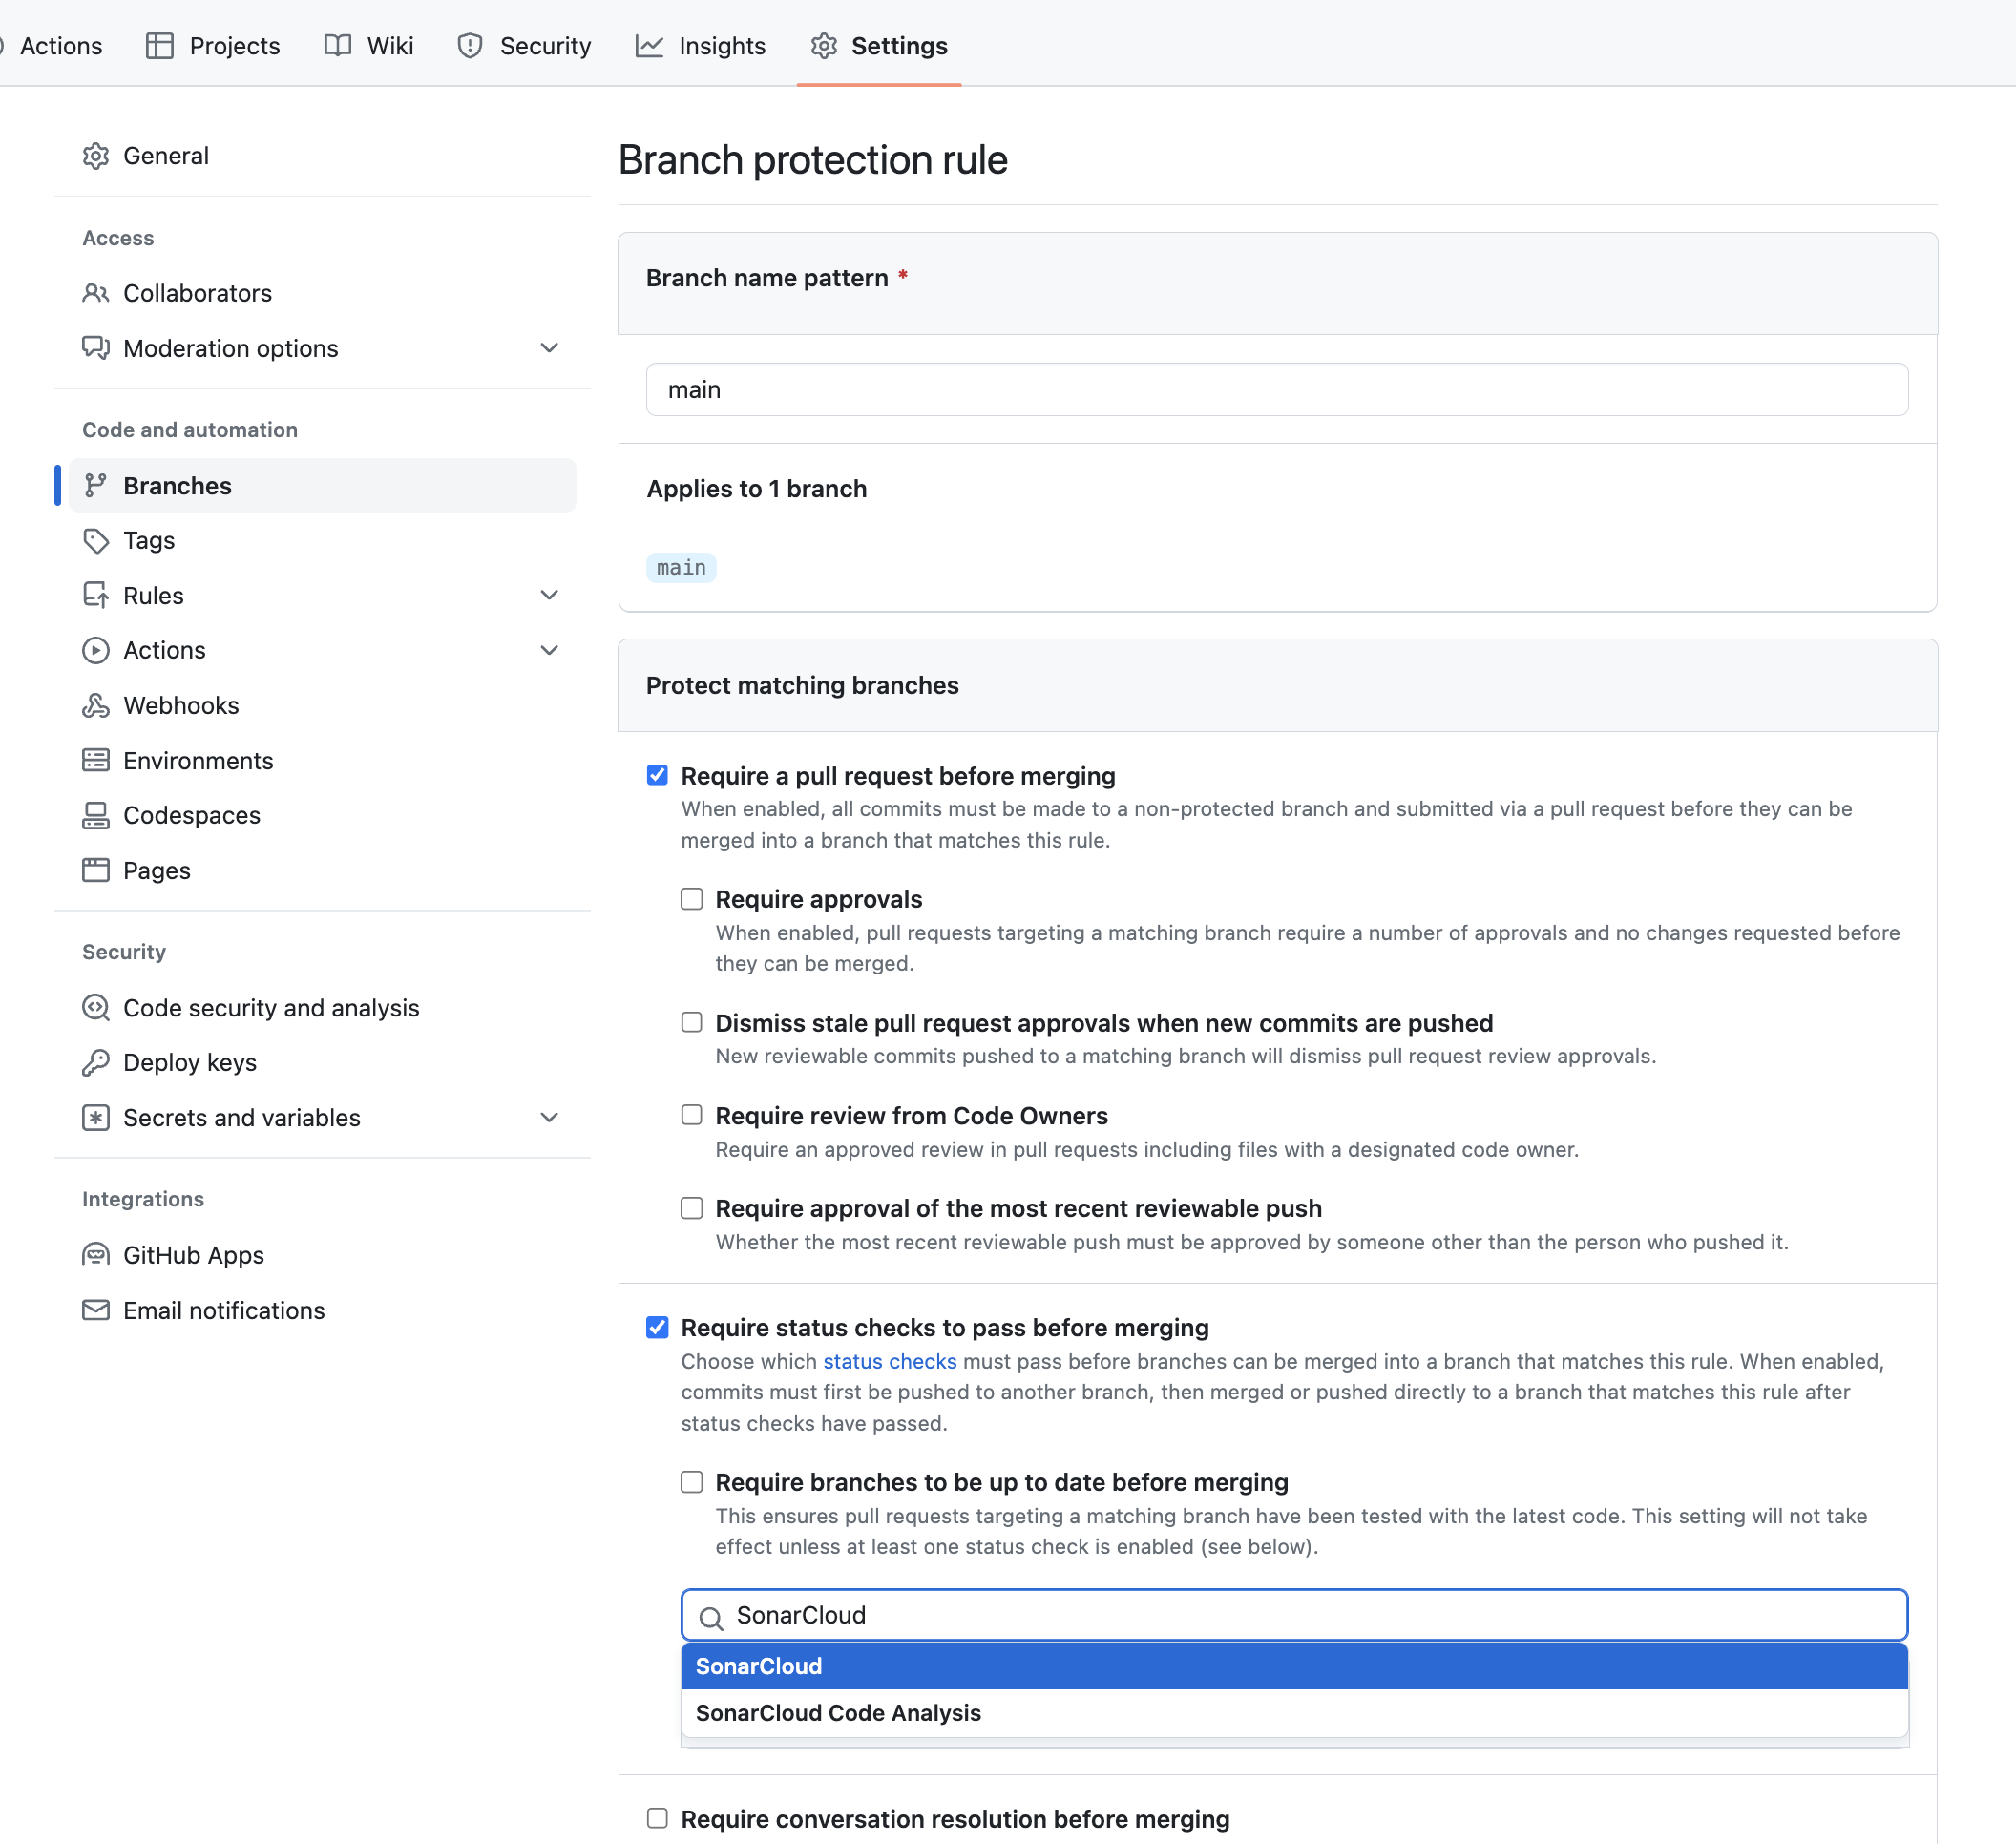 Actions
Projects
Wiki
Security
Insights
Settings
General
Access
Collaborators
Moderation options
Code and automation
Branches
Tags
Rules
Actions
Webhooks
Environments
Codespaces
Pages
Security
Code security and analysis
Deploy keys
Secrets and variables
Integrations
GitHub Apps
Email notifications
Branch protection rule
Branch name pattern *
main
Applies to 1 branch
main
Protect matching branches
Require a pull request before merging
When enabled, all commits must be made to a non-protected branch and submitted via a pull request before they can be
merged into a branch that matches this rule.
Require approvals
When enabled, pull requests targeting a matching branch require a number of approvals and no changes requested before
they can be merged.
Dismiss stale pull request approvals when new commits are pushed
New reviewable commits pushed to a matching branch will dismiss pull request review approvals.
Require review from Code Owners
Require an approved review in pull requests including files with a designated code owner.
Require approval of the most recent reviewable push
Whether the most recent reviewable push must be approved by someone other than the person who pushed it.
Require status checks to pass before merging
Choose which status checks must pass before branches can be merged into a branch that matches this rule. When enabled,
commits must first be pushed to another branch, then merged or pushed directly to a branch that matches this rule after
status checks have passed.
Require branches to be up to date before merging
This ensures pull requests targeting a matching branch have been tested with the latest code. This setting will not take
effect unless at least one status check is enabled (see below).
SonarCloud
SonarCloud
SonarCloud Code Analysis
Require conversation resolution before merging